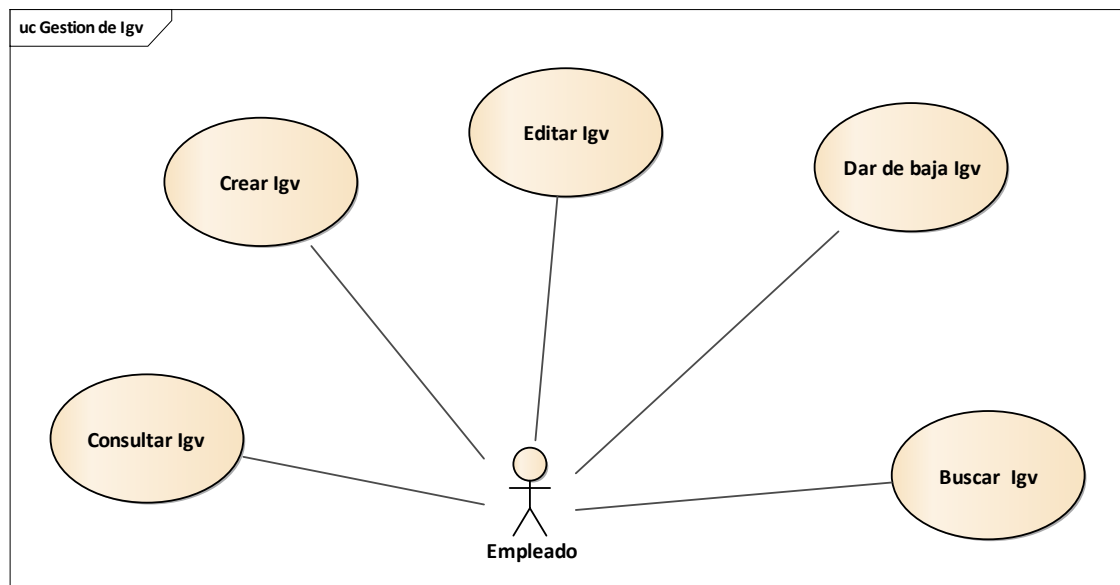 uc Gestion de Igv
Editar Igv
Crear Igv
Dar de baja Igv
Consultar Igv
Buscar  Igv
Empleado